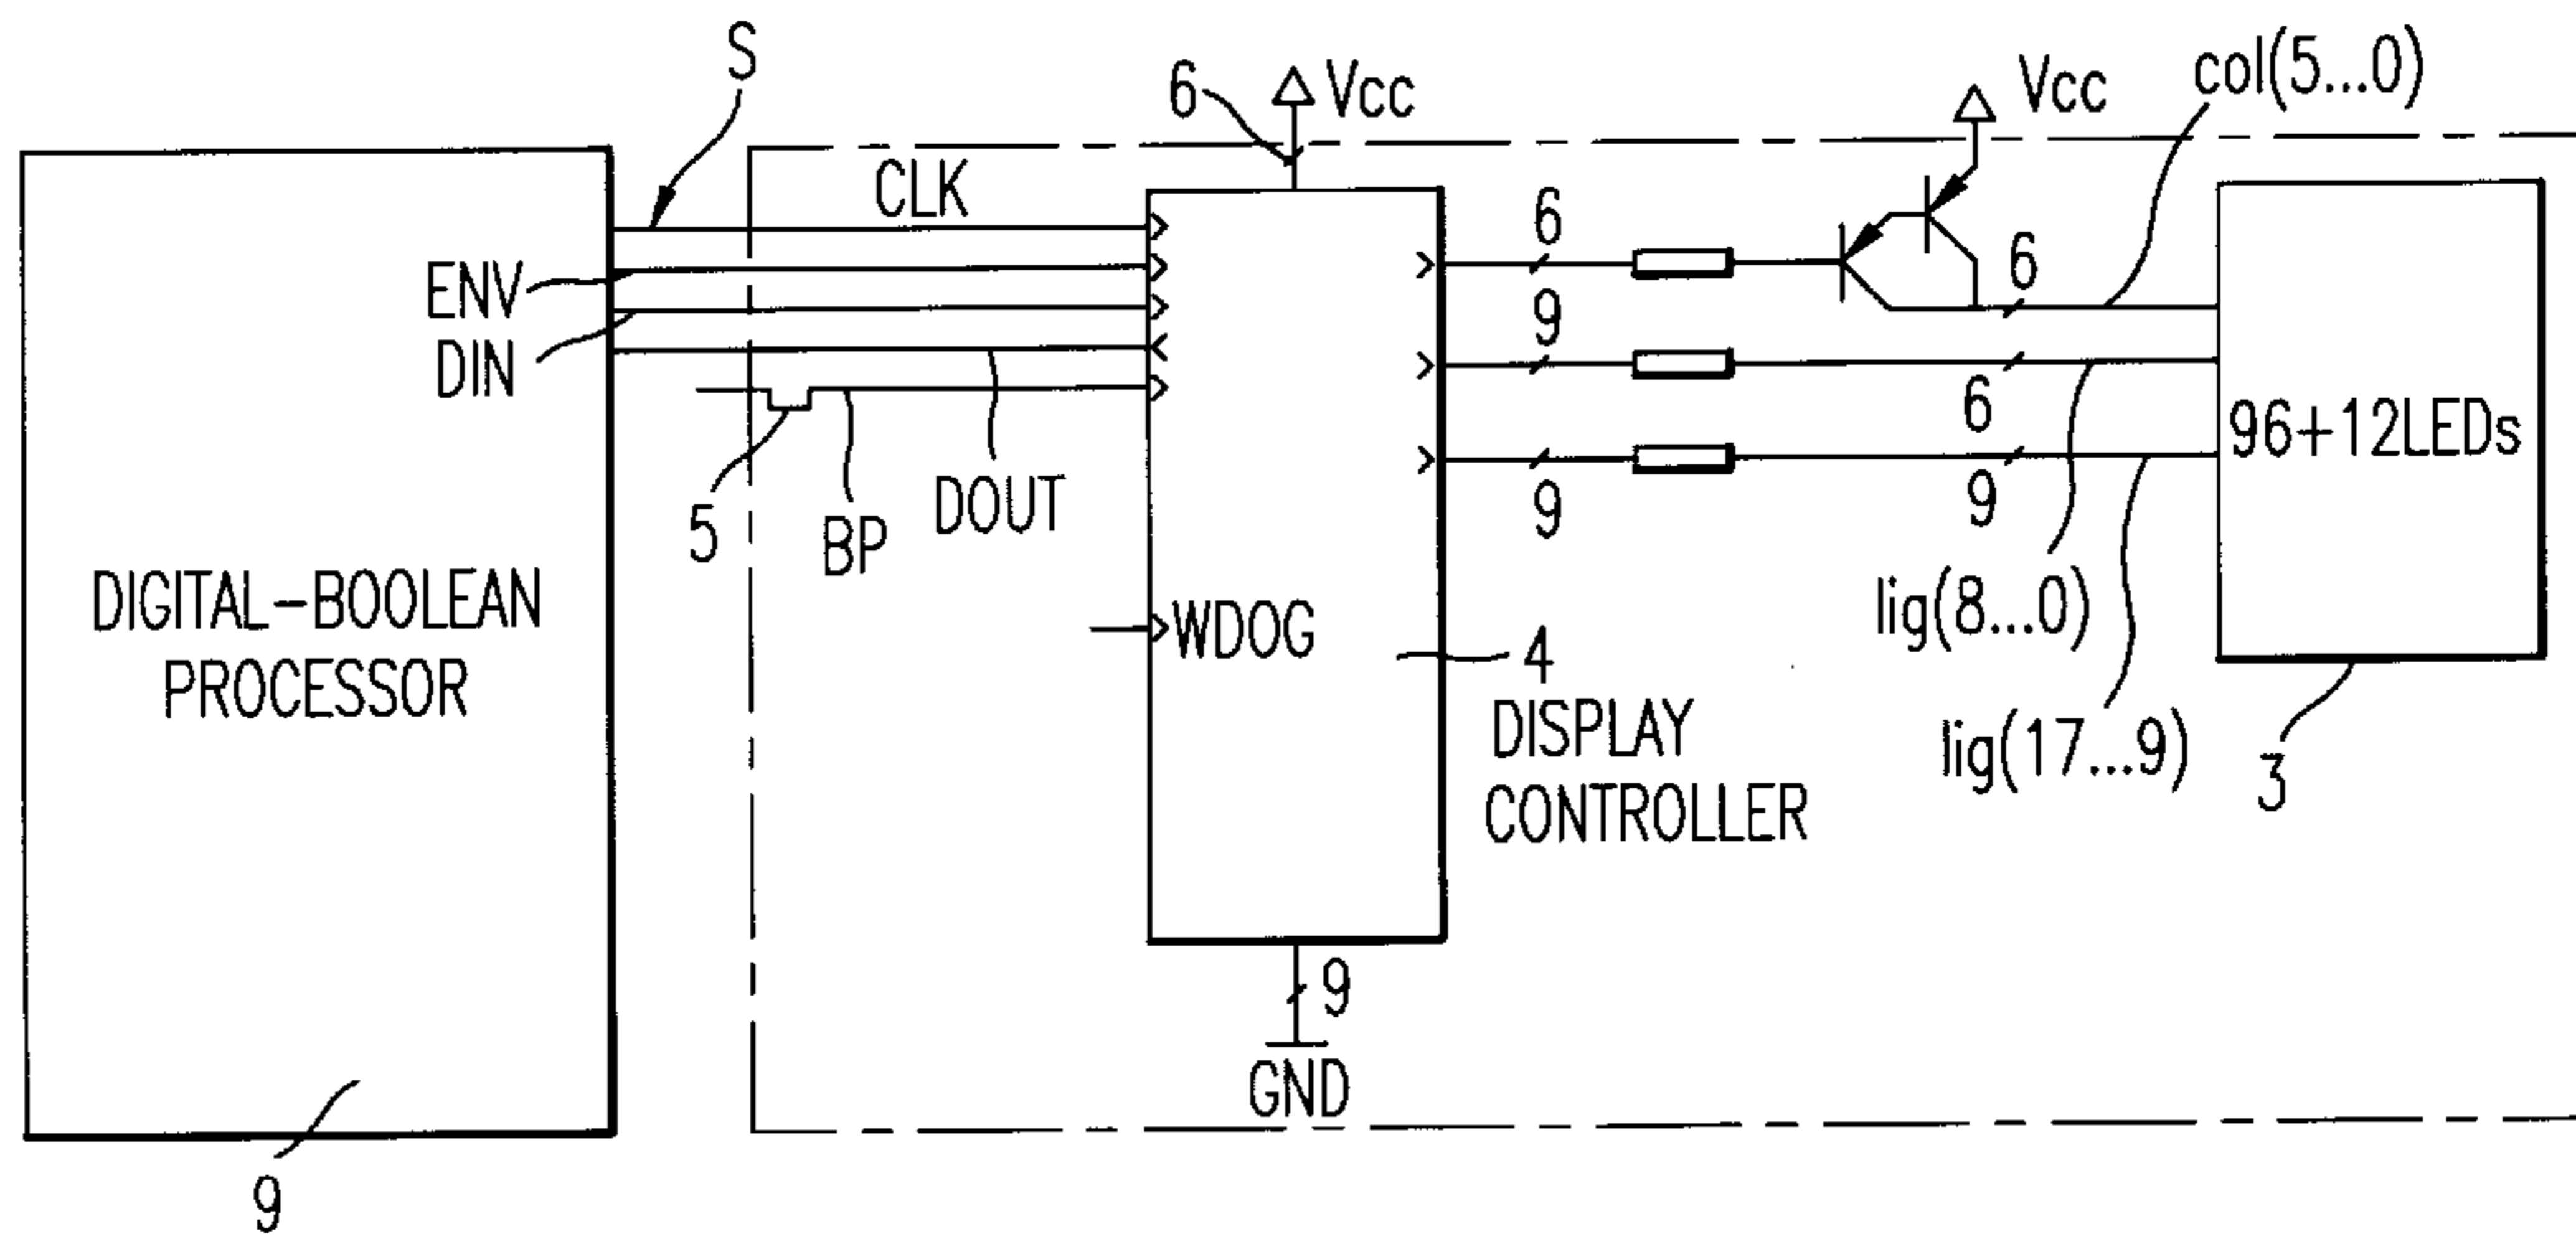 S
6
Vcc
Vcc
col(5...0)
CLK
ENV
DIN
5
BP
DOUT
6
6
9
6
9
9
96+12LEDs
DIGITAL-BOOLEAN
PROCESSOR
WDOG
4
DISPLAY
CONTROLLER
lig(8...0)
lig(17...9)
3
9
GND
9